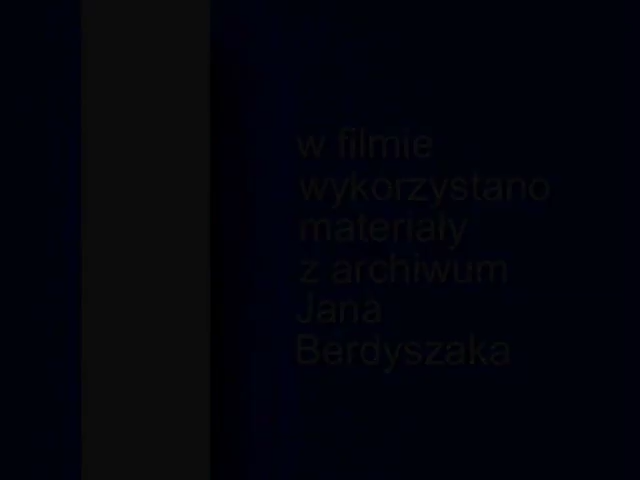 w filmie
wykorzystano
materiały
z archiwum
Jana
Berdyszaka